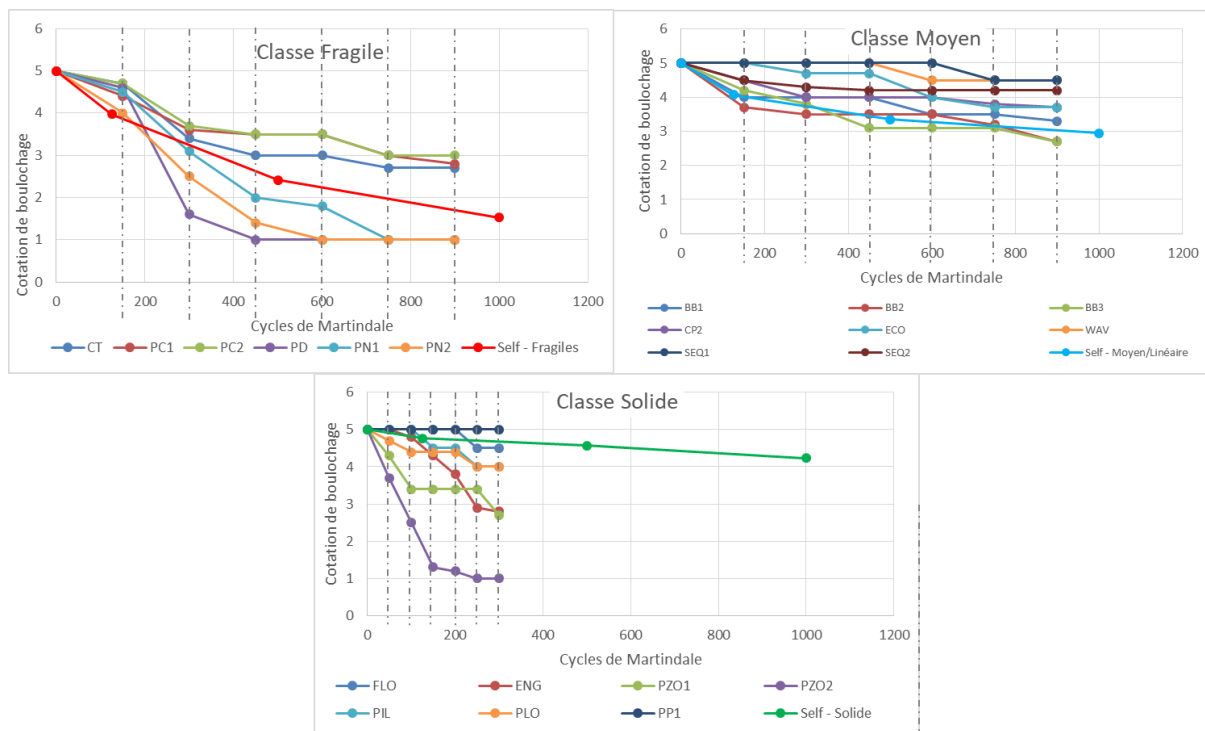 Classe Fragile
Cotation de boulochage
6
5
4
3
2
1
0
0 200 400 600 800 1000 1200
Cycles de Martindale
CT PC1 PC2 PD PN1 PN2 Self - Fragiles
Classe Moyen
Cotation de boulochage
6
5
4
3
2
1
0
0 200 400 600 800 1000 1200
Cycles de Martindale
BB1 BB2 BB3
CP2 ECO WAV
SEQ1 SEQ2 Self - Moyen/Linéaire
Classe Solide
Cotation de boulochage
6
5
4
3
2
1
0
0 200 400 600 800 1000 1200
Cycles de Martindale
FLO ENG PZO1 PZO2
PIL PLO PP1 Self - Solide